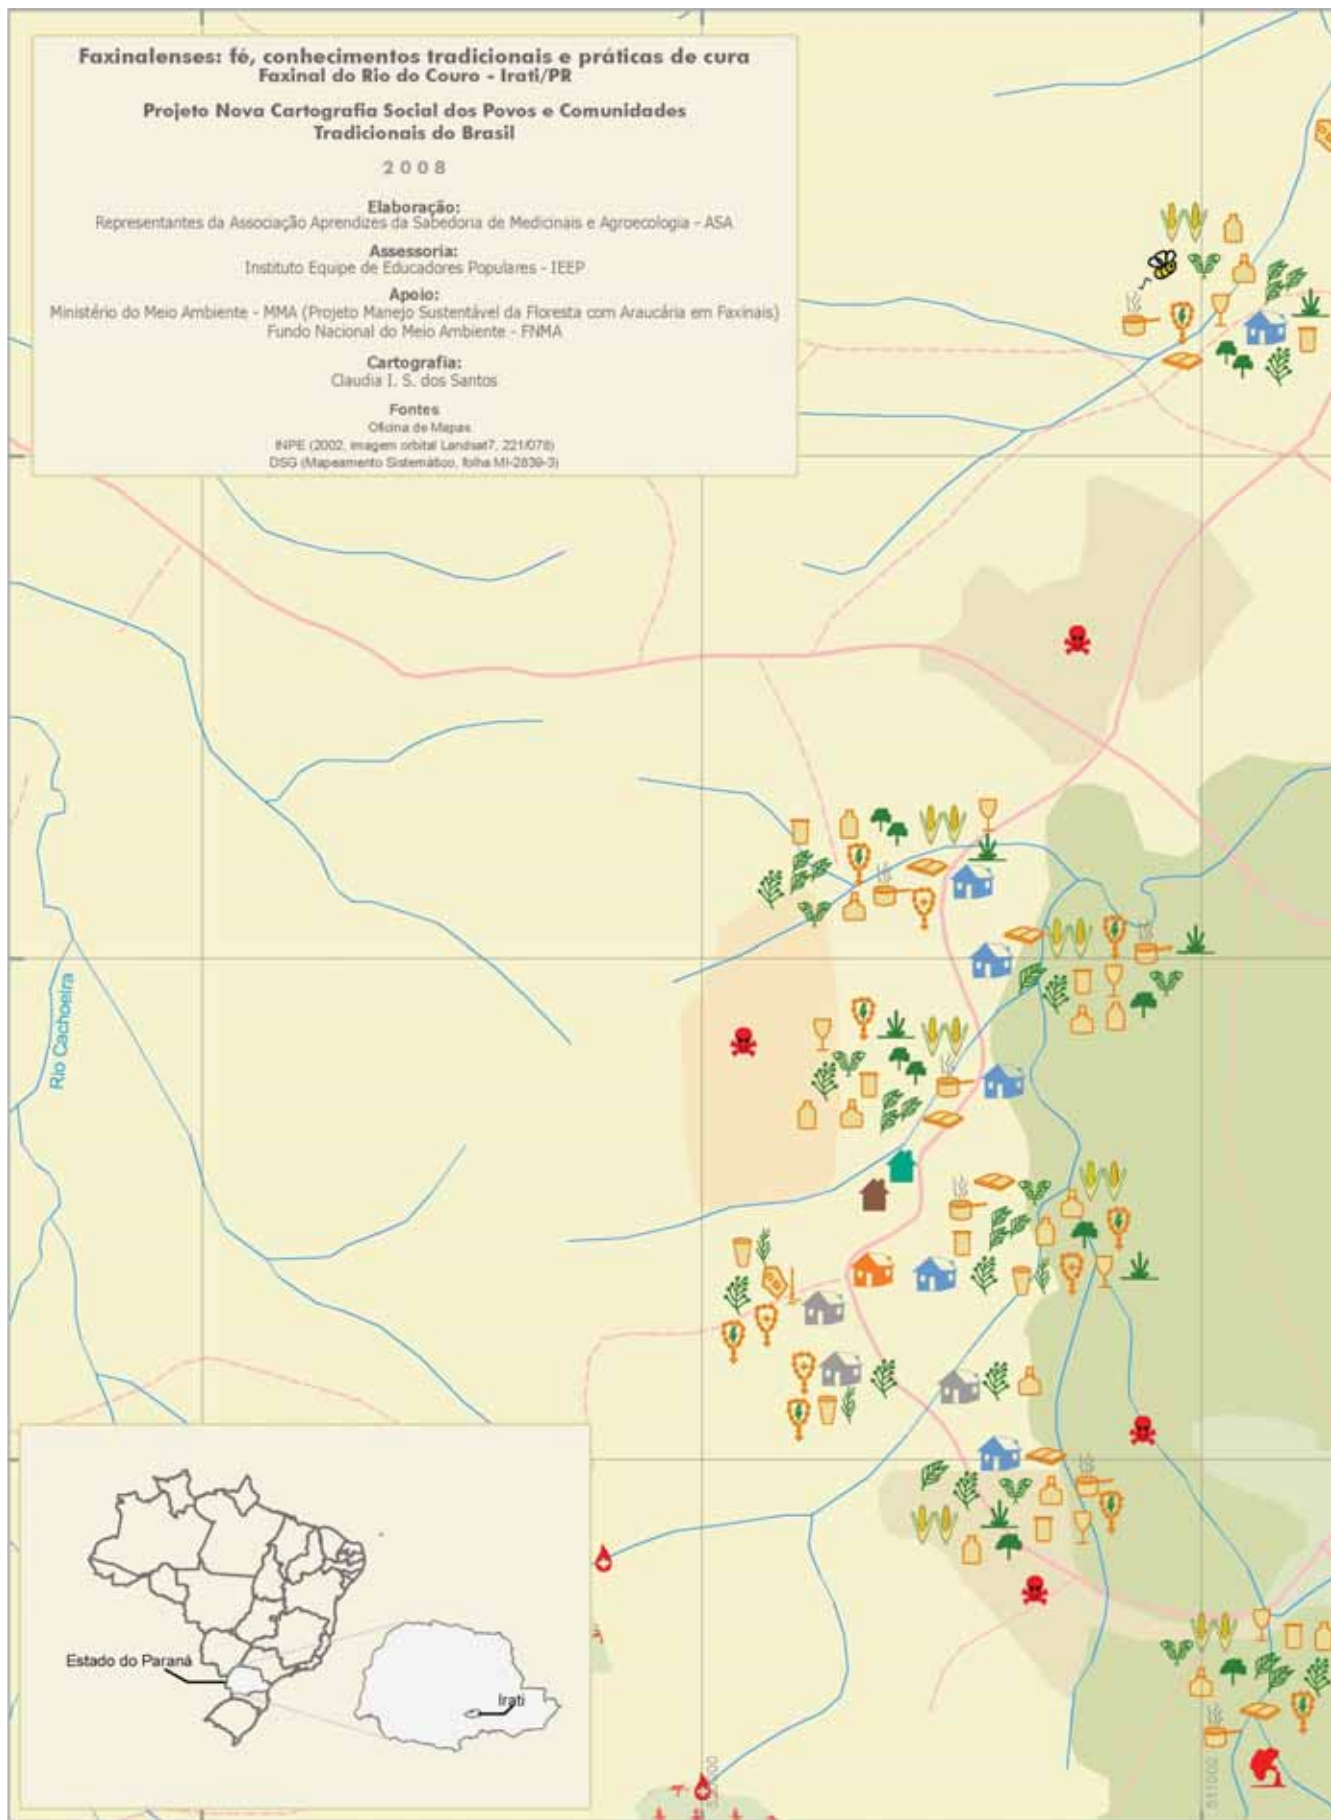 Faxinalenses: fé, conhecimentos tradicionais e práticas de cura
Faxinal do Rio do Couro - Irati/PR
Projeto Nova Cartografia Social dos Povos e Comunidades
Tradicionais do Brasil
2008
Elaboração:
Representantes da Associação Aprendizes da Sabedoria de Medicinais e Agroecologia - ASA
Assessoria:
Instituto Equipe de Educadores Populares - IEEP
Apoio:
Ministério do Meio Ambiente - MMA (Projeto Manejo Sustentável da Floresta com Araucária em Faxinais)
Fundo Nacional do Meio Ambiente - FNMA
Cartografia:
Claudia I. S. dos Santos
Fontes
Oficina de Mapas
INPE (2002, imagem orbital Landsat7, 221/078)
DSG (Mapeamento Sistemático, folha MI-2839-3)
Rio Cachoeira
Estado do Paraná
Irati